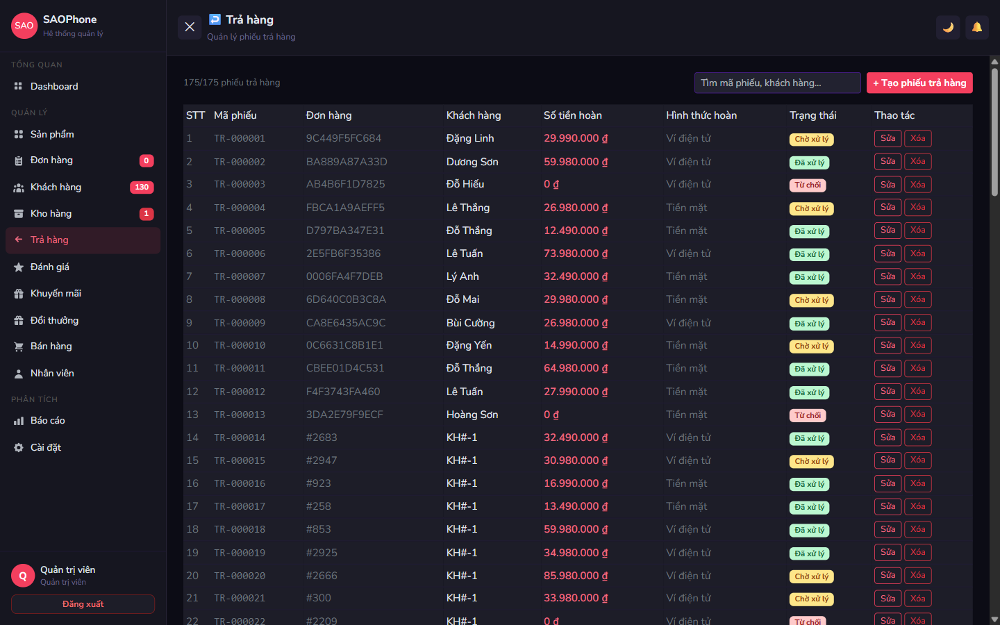 SAO
SAOPhone
Hệ thống quản lý
TỔNG QUAN
Dashboard
QUẢN LÝ
Sản phẩm
Đơn hàng 0
Khách hàng 130
Kho hàng 1
Trả hàng
Đánh giá
Khuyến mãi
Đổi thưởng
Bán hàng
Nhân viên
PHÂN TÍCH
Báo cáo
Cài đặt
Q
Quản trị viên
Quản trị viên
Đăng xuất
Trả hàng
Quản lý phiếu trả hàng
175/175 phiếu trả hàng
Tìm mã phiếu, khách hàng...
+ Tạo phiếu trả hàng
STT Mã phiếu Đơn hàng Khách hàng Số tiền hoàn Hình thức hoàn Trạng thái Thao tác
1 TR-000001 9C449F5FC684 Đặng Linh 29.990.000 ₫ Ví điện tử Chờ xử lý Sửa Xóa
2 TR-000002 BA889A87A33D Dương Sơn 59.980.000 ₫ Ví điện tử Đã xử lý Sửa Xóa
3 TR-000003 AB4B6F1D7825 Đỗ Hiếu 0 ₫ Ví điện tử Từ chối Sửa Xóa
4 TR-000004 FBCA1A9AEFF5 Lê Thắng 26.980.000 ₫ Tiền mặt Chờ xử lý Sửa Xóa
5 TR-000005 D797BA347E31 Đỗ Thắng 12.490.000 ₫ Tiền mặt Đã xử lý Sửa Xóa
6 TR-000006 2E5FB6F35386 Lê Tuấn 73.980.000 ₫ Ví điện tử Đã xử lý Sửa Xóa
7 TR-000007 0006FA4F7DEB Lý Anh 32.490.000 ₫ Tiền mặt Đã xử lý Sửa Xóa
8 TR-000008 6D640C0B3C8A Đỗ Mai 29.980.000 ₫ Tiền mặt Chờ xử lý Sửa Xóa
9 TR-000009 CA8E6435AC9C Bùi Cường 26.980.000 ₫ Ví điện tử Đã xử lý Sửa Xóa
10 TR-000010 0C6631C8B1E1 Đặng Yến 14.990.000 ₫ Tiền mặt Chờ xử lý Sửa Xóa
11 TR-000011 CBEE01D4C531 Đỗ Thắng 64.980.000 ₫ Tiền mặt Đã xử lý Sửa Xóa
12 TR-000012 F4F3743FA460 Lê Tuấn 27.990.000 ₫ Tiền mặt Đã xử lý Sửa Xóa
13 TR-000013 3DA2E79F9ECF Hoàng Sơn 0 ₫ Tiền mặt Từ chối Sửa Xóa
14 TR-000014 #2683 KH#-1 32.490.000 ₫ Ví điện tử Đã xử lý Sửa Xóa
15 TR-000015 #2947 KH#-1 30.980.000 ₫ Ví điện tử Chờ xử lý Sửa Xóa
16 TR-000016 #923 KH#-1 16.990.000 ₫ Tiền mặt Đã xử lý Sửa Xóa
17 TR-000017 #258 KH#-1 13.490.000 ₫ Tiền mặt Đã xử lý Sửa Xóa
18 TR-000018 #853 KH#-1 59.980.000 ₫ Ví điện tử Đã xử lý Sửa Xóa
19 TR-000019 #2925 KH#-1 34.980.000 ₫ Ví điện tử Đã xử lý Sửa Xóa
20 TR-000020 #2666 KH#-1 85.980.000 ₫ Ví điện tử Chờ xử lý Sửa Xóa
21 TR-000021 #300 KH#-1 33.980.000 ₫ Ví điện tử Chờ xử lý Sửa Xóa
22 TR-000022 #2209 KH#-1 0 ₫ Ví điện tử Từ chối Sửa Xóa